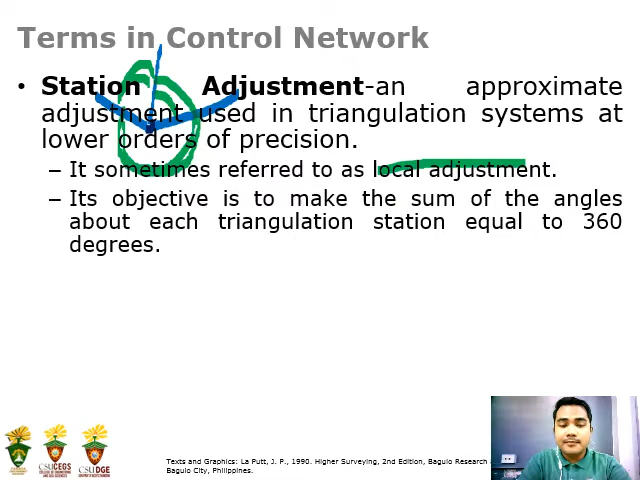 Terms in Control Network
• Station Adjustment-an approximate
adjustment used in triangulation systems at
lower orders of precision.
– It sometimes referred to as local adjustment.
– Its objective is to make the sum of the angles
about each triangulation station equal to 360
degrees.
CSUCEGS
CSUDGE
Texts and Graphics: La Putt, J. P., 1990. Higher Surveying, 2nd Edition, Baguio Research
Baguio City, Philippines.